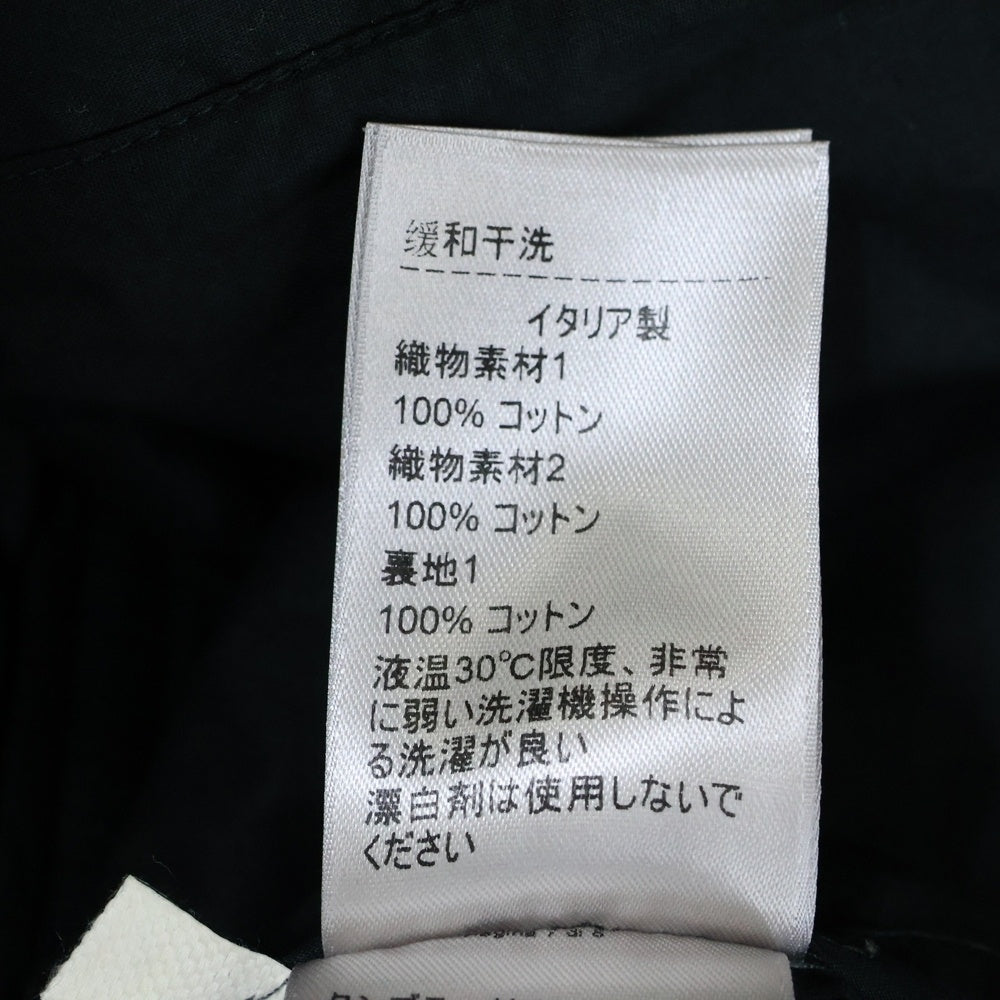 缓和干洗
イタリア製
織物素材1
100% コットン
織物素材2
100% コットン
裏地1
100% コットン
液温30℃限度、非常
に弱い洗濯機操作によ
る洗濯が良い
漂白剤は使用しないで
ください